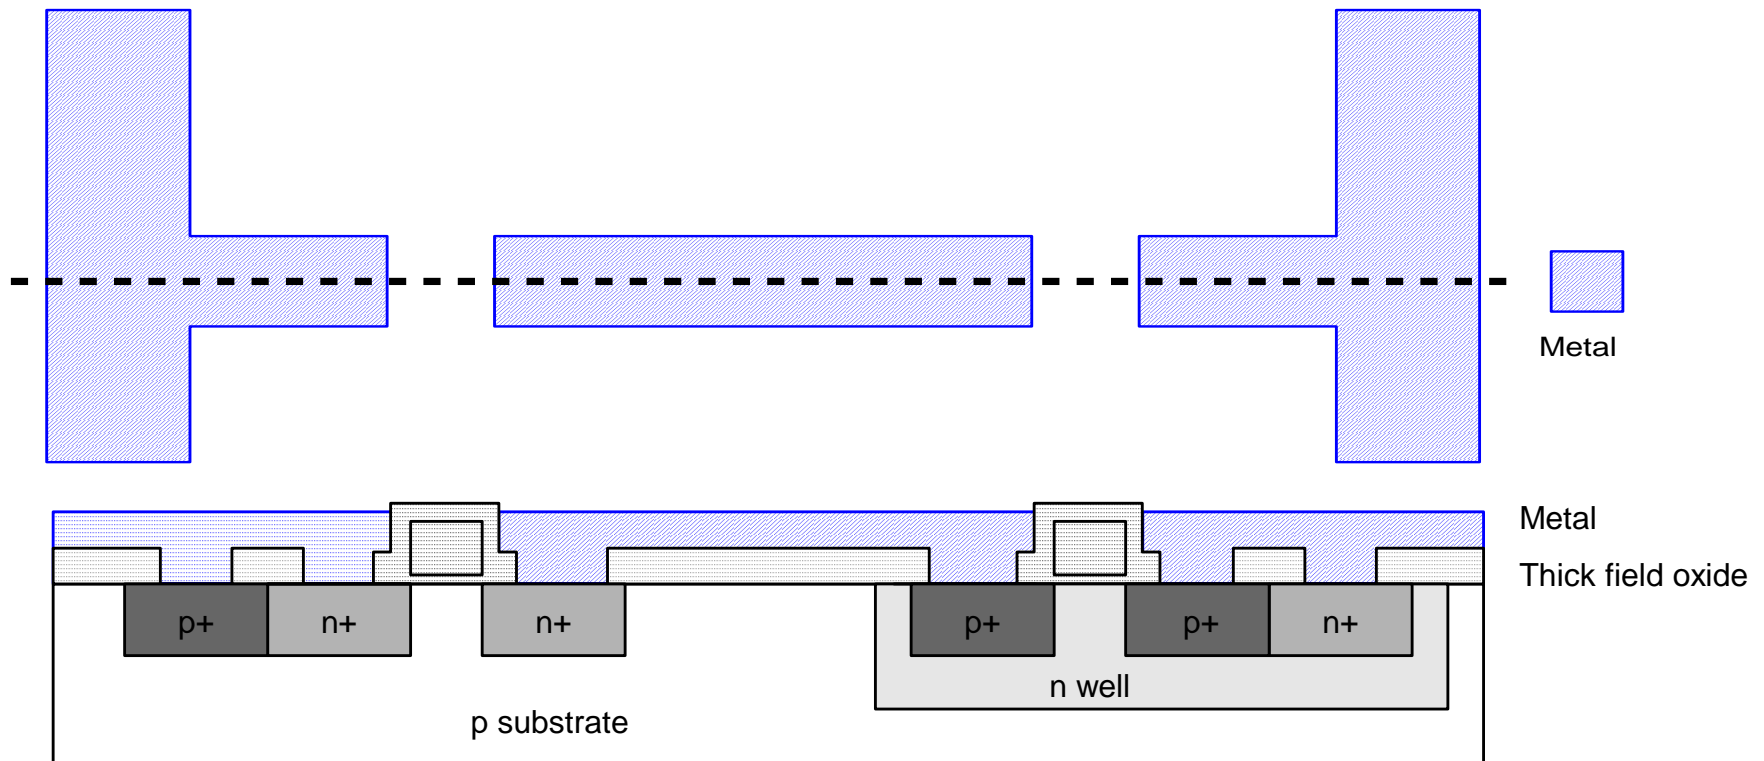 Metal
Metal
Thick field oxide
p+
n+
n+
p+
p+
n+
n well
p substrate